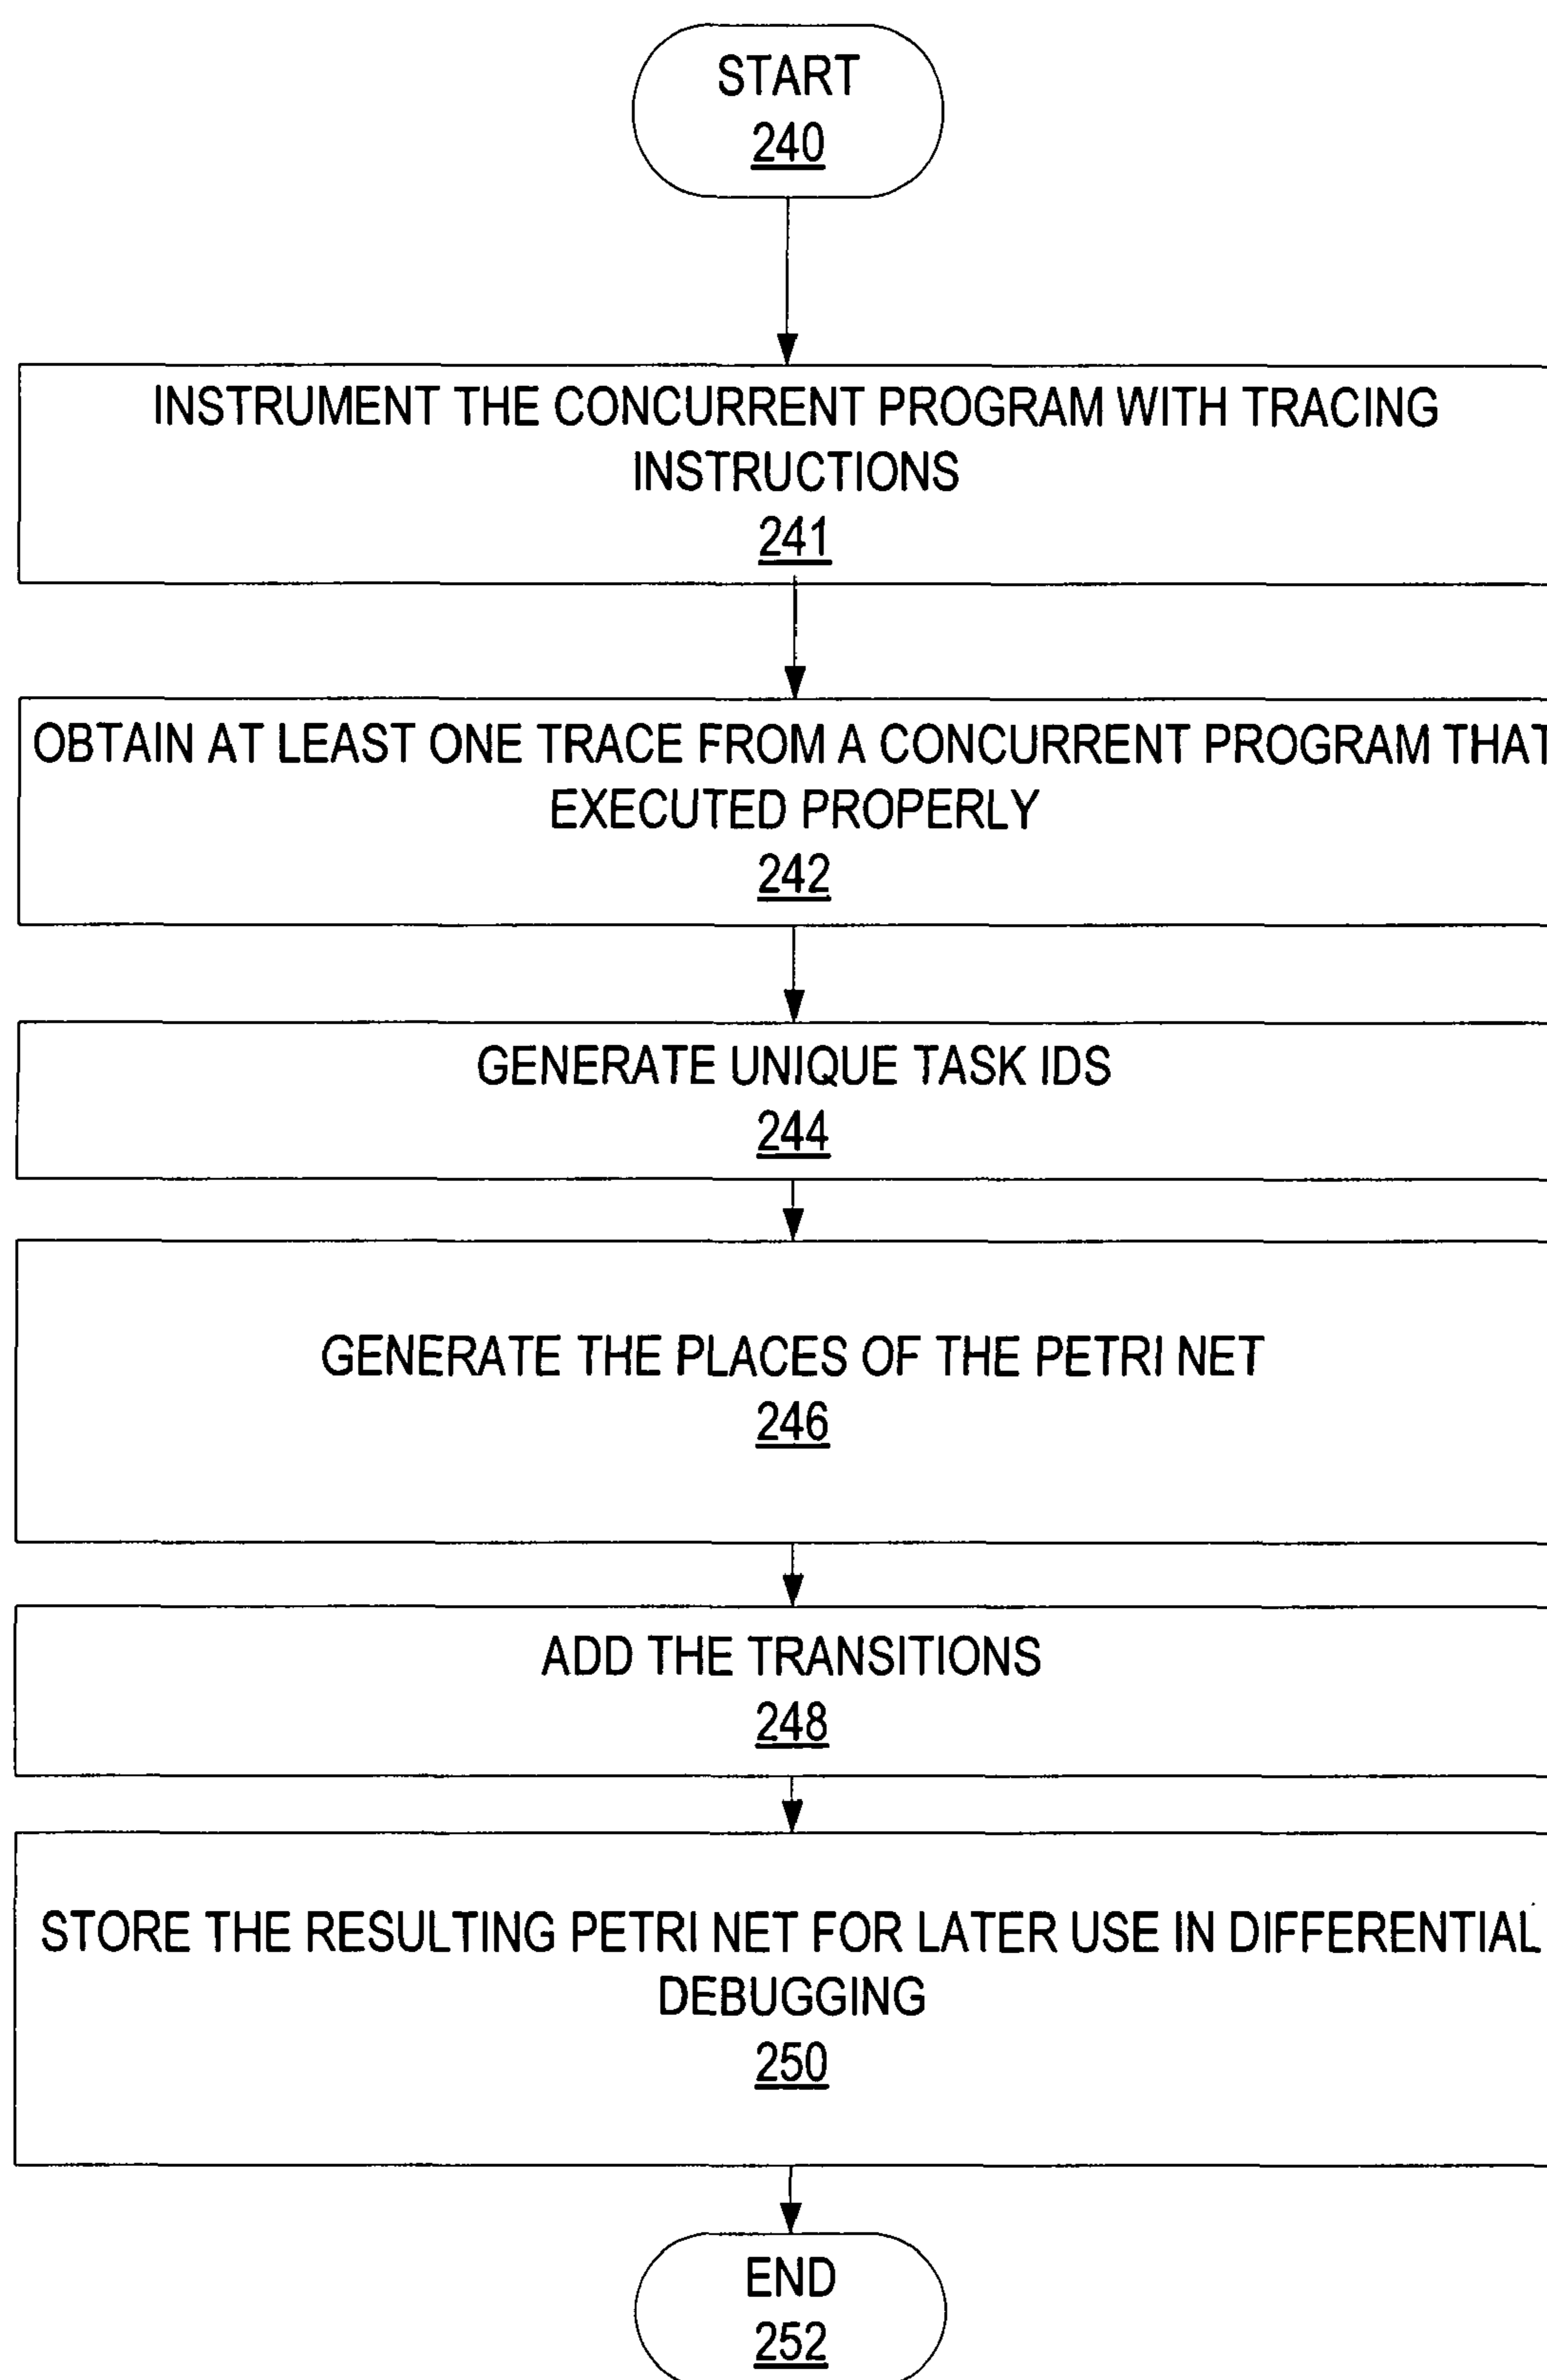 START
240
INSTRUMENT THE CONCURRENT PROGRAM WITH TRACING
INSTRUCTIONS
241
OBTAIN AT LEAST ONE TRACE FROM A CONCURRENT PROGRAM THAT
EXECUTED PROPERLY
242
GENERATE UNIQUE TASK IDS
244
GENERATE THE PLACES OF THE PETRI NET
246
ADD THE TRANSITIONS
248
STORE THE RESULTING PETRI NET FOR LATER USE IN DIFFERENTIAL
DEBUGGING
250
END
252